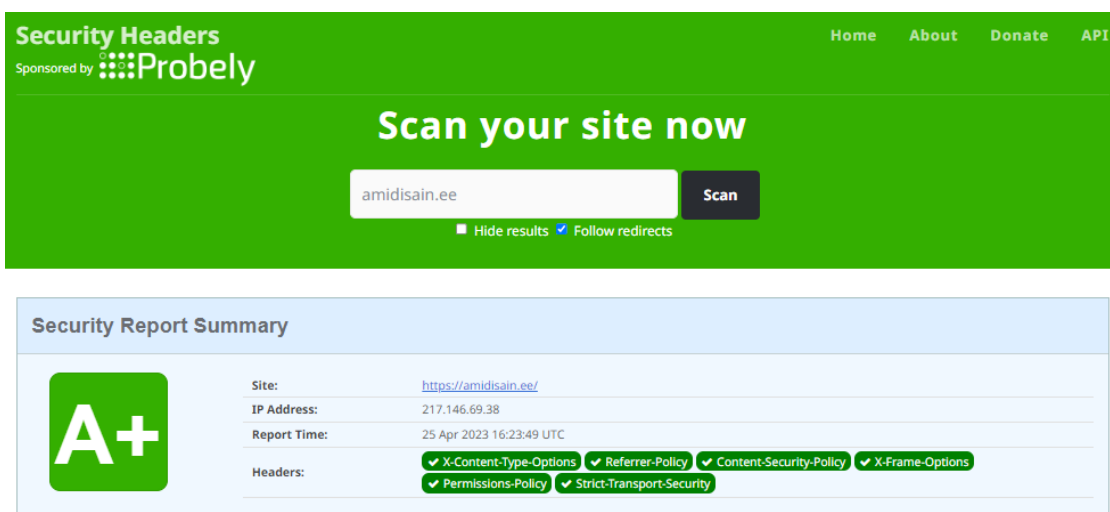 Security Headers
Sponsored by Probely
Home About Donate API
Scan your site now
amidisain.ee Scan
Hide results Follow redirects
Security Report Summary
A+
Site: https://amidisain.ee/
IP Address: 217.146.69.38
Report Time: 25 Apr 2023 16:23:49 UTC
Headers: X-Content-Type-Options Referrer-Policy Content-Security-Policy X-Frame-Options
Permissions-Policy Strict-Transport-Security